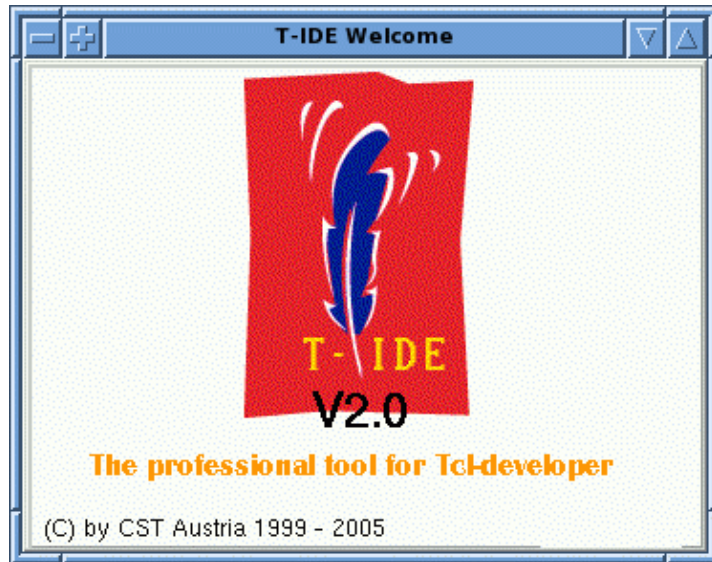 T-IDE Welcome
T- IDE
V2.0
The professional tool for Tcl-developer
(C) by CST Austria 1999 - 2005